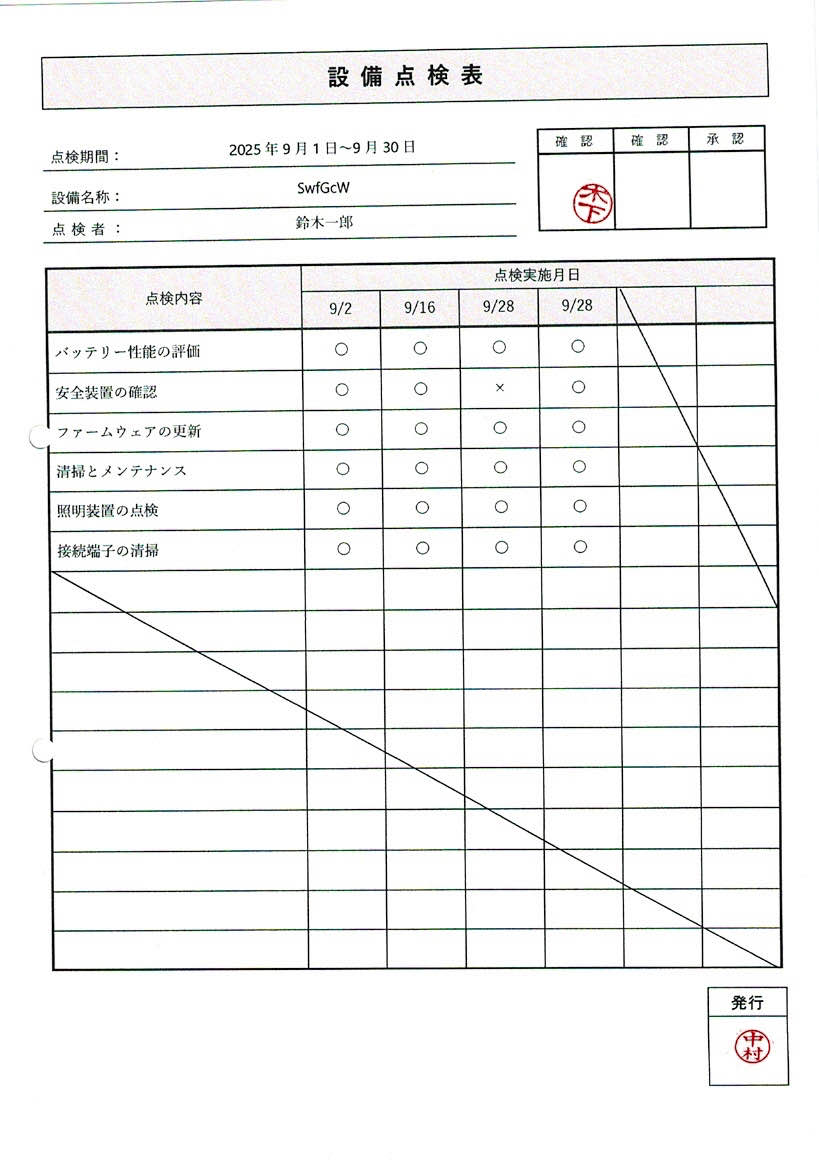 設備点検表
点検期間： 2025年9月1日～9月30日
設備名称： SwfGcW
点検者： 鈴木一郎
確認 確認 承認
木下
点検内容 点検実施月日
9/2 9/16 9/28 9/28
バッテリー性能の評価 ○ ○ ○ ○
安全装置の確認 ○ ○ × ○
ファームウェアの更新 ○ ○ ○ ○
清掃とメンテナンス ○ ○ ○ ○
照明装置の点検 ○ ○ ○ ○
接続端子の清掃 ○ ○ ○ ○
発行
中村